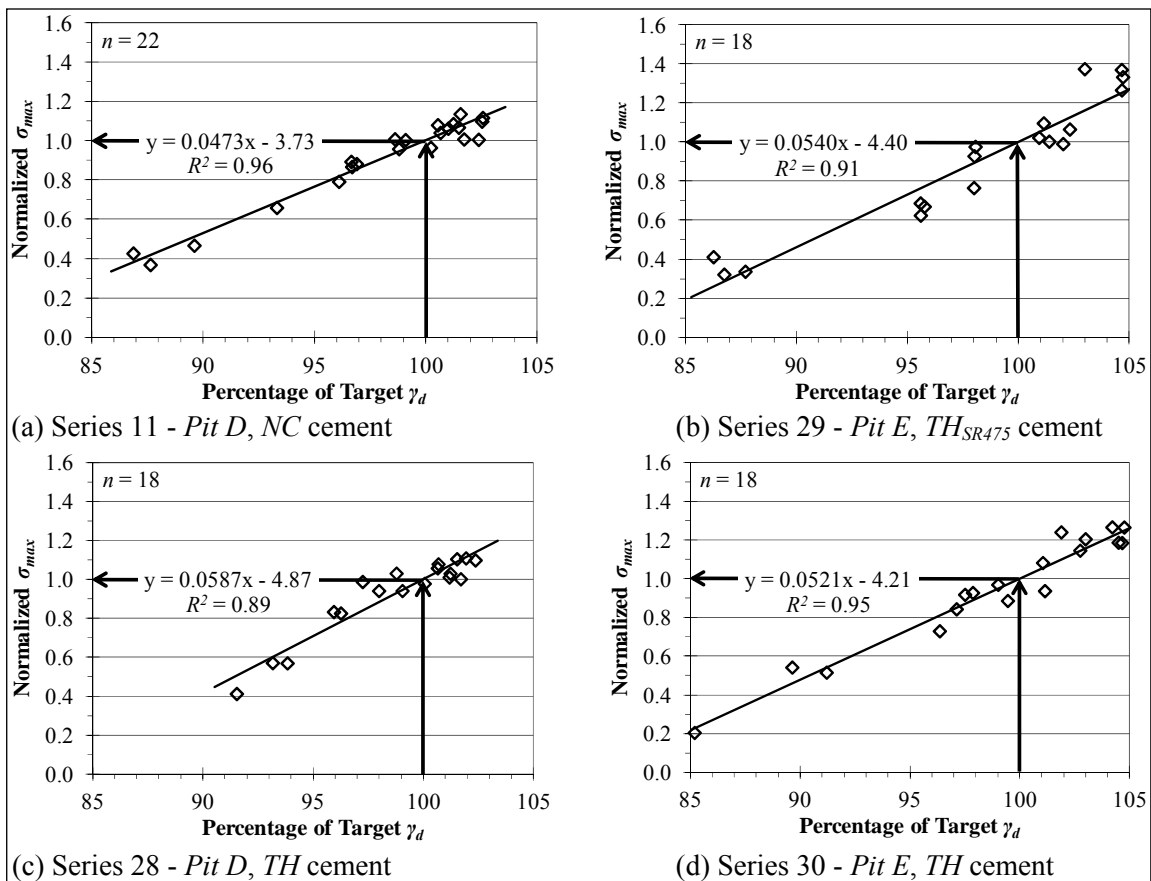 n = 22
1.6
1.4
1.2
1.0
0.8
0.6
0.4
0.2
0.0
Normalized σmax
y = 0.0473x - 3.73
R² = 0.96
85 90 95 100 105
Percentage of Target γd
(a) Series 11 - Pit D, NC cement
n = 18
1.6
1.4
1.2
1.0
0.8
0.6
0.4
0.2
0.0
Normalized σmax
y = 0.0540x - 4.40
R² = 0.91
85 90 95 100 105
Percentage of Target γd
(b) Series 29 - Pit E, THSR475 cement
n = 18
1.6
1.4
1.2
1.0
0.8
0.6
0.4
0.2
0.0
Normalized σmax
y = 0.0587x - 4.87
R² = 0.89
85 90 95 100 105
Percentage of Target γd
(c) Series 28 - Pit D, TH cement
n = 18
1.6
1.4
1.2
1.0
0.8
0.6
0.4
0.2
0.0
Normalized σmax
y = 0.0521x - 4.21
R² = 0.95
85 90 95 100 105
Percentage of Target γd
(d) Series 30 - Pit E, TH cement